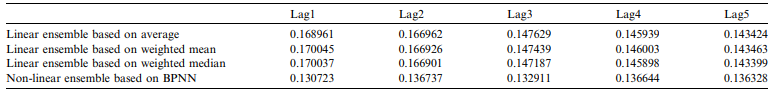 Lag1 Lag2 Lag3 Lag4 Lag5
Linear ensemble based on average 0.168961 0.166962 0.147629 0.145939 0.143424
Linear ensemble based on weighted mean 0.170045 0.166926 0.147439 0.146003 0.143463
Linear ensemble based on weighted median 0.170037 0.166901 0.147187 0.145898 0.143399
Non-linear ensemble based on BPNN 0.130723 0.136737 0.132911 0.136644 0.136328